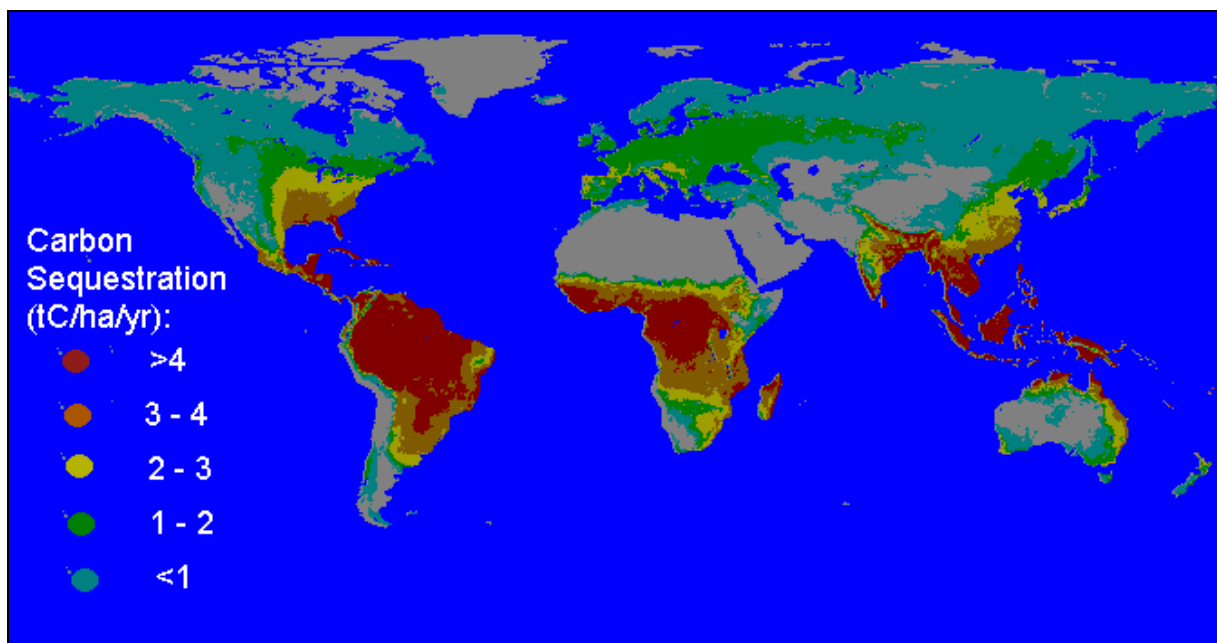 Carbon
Sequestration
(tC/ha/yr):
>4
3 - 4
2 - 3
1 - 2
<1